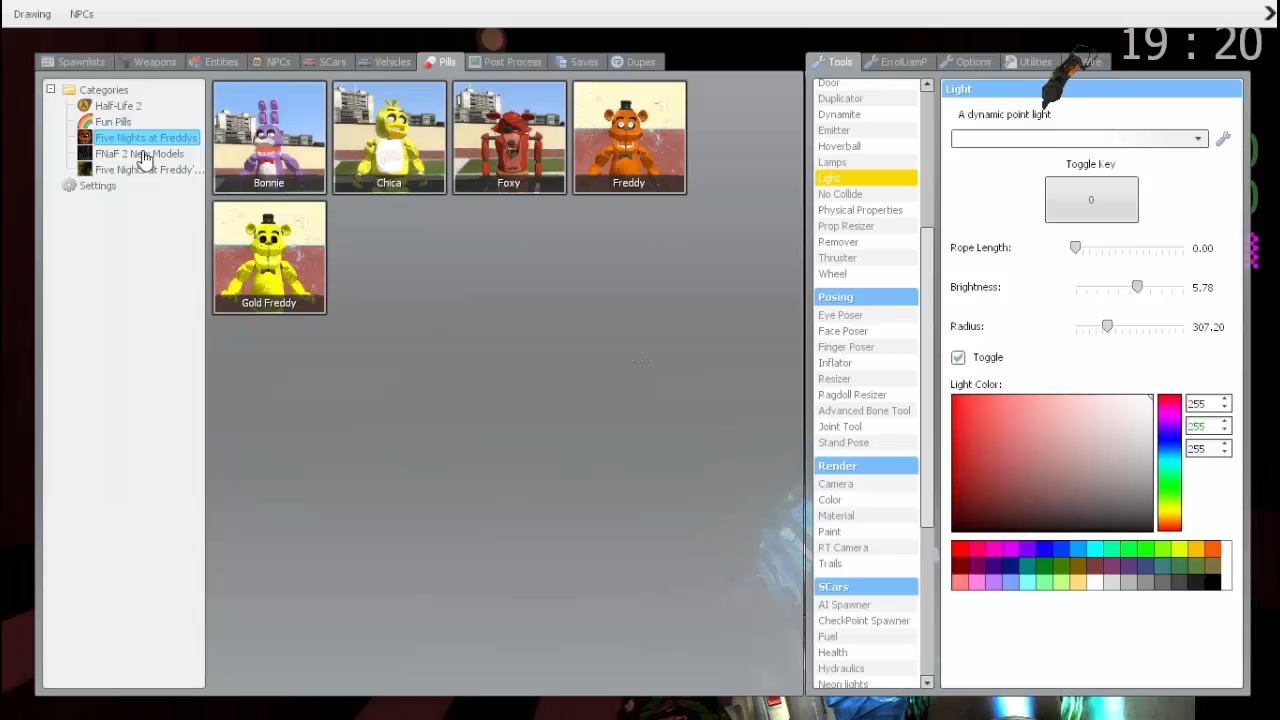 Drawing NPCs
19 : 20
Spawnlists Weapons Entities NPCs SCars Vehicles Pills Post Process Saves Dupes
Categories
Half-Life 2
Fun Pills
Five Nights at Freddys
FNaF 2 New Models
Five Nights at Freddy'...
Settings
Bonnie Chica Foxy Freddy
Gold Freddy
Tools ErrolLiamP Options Utilities Wire
Door
Duplicator
Dynamite
Emitter
Hoverball
Lamps
Light
No Collide
Physical Properties
Prop Resizer
Remover
Thruster
Wheel
Posing
Eye Poser
Face Poser
Finger Poser
Inflator
Resizer
Ragdoll Resizer
Advanced Bone Tool
Joint Tool
Stand Pose
Render
Camera
Color
Material
Paint
RT Camera
Trails
SCars
AI Spawner
CheckPoint Spawner
Fuel
Health
Hydraulics
Neon lights
Light
A dynamic point light
Toggle Key
0
Rope Length: 0.00
Brightness: 5.78
Radius: 307.20
Toggle
Light Color:
255
255
255